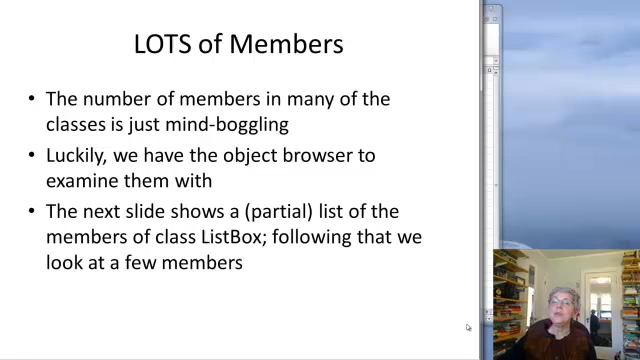 LOTS of Members
• The number of members in many of the
classes is just mind-boggling
• Luckily, we have the object browser to
examine them with
• The next slide shows a (partial) list of the
members of class ListBox; following that we
look at a few members